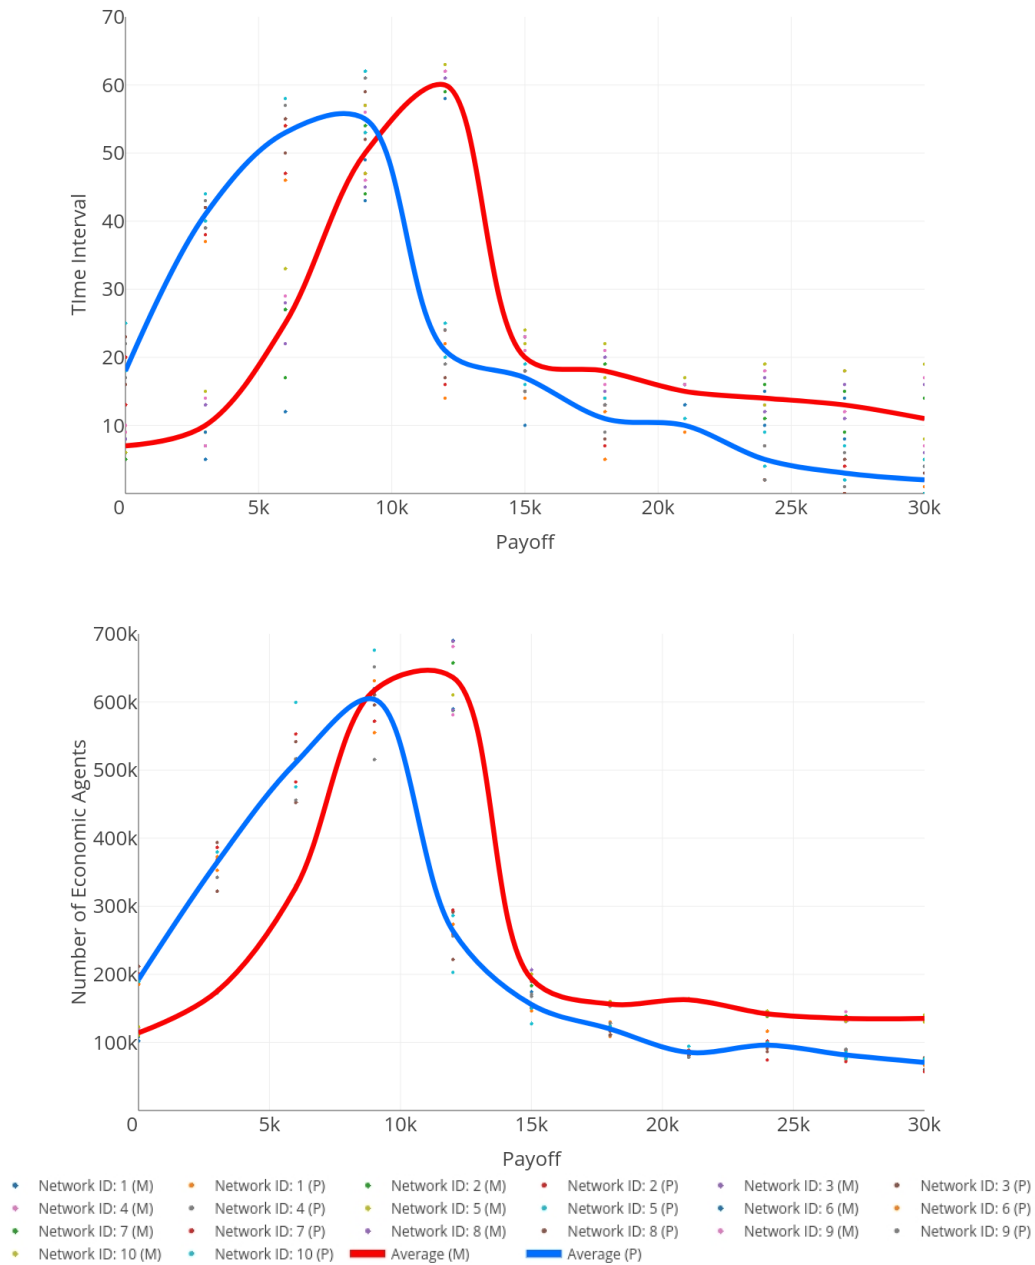 70
60
50
40
30
20
10
TIme Interval
0 5k 10k 15k 20k 25k 30k
Payoff
700k
600k
500k
400k
300k
200k
100k
Number of Economic Agents
0 5k 10k 15k 20k 25k 30k
Payoff
Network ID: 1 (M) Network ID: 1 (P) Network ID: 2 (M) Network ID: 2 (P) Network ID: 3 (M) Network ID: 3 (P)
Network ID: 4 (M) Network ID: 4 (P) Network ID: 5 (M) Network ID: 5 (P) Network ID: 6 (M) Network ID: 6 (P)
Network ID: 7 (M) Network ID: 7 (P) Network ID: 8 (M) Network ID: 8 (P) Network ID: 9 (M) Network ID: 9 (P)
Network ID: 10 (M) Network ID: 10 (P) Average (M) Average (P)